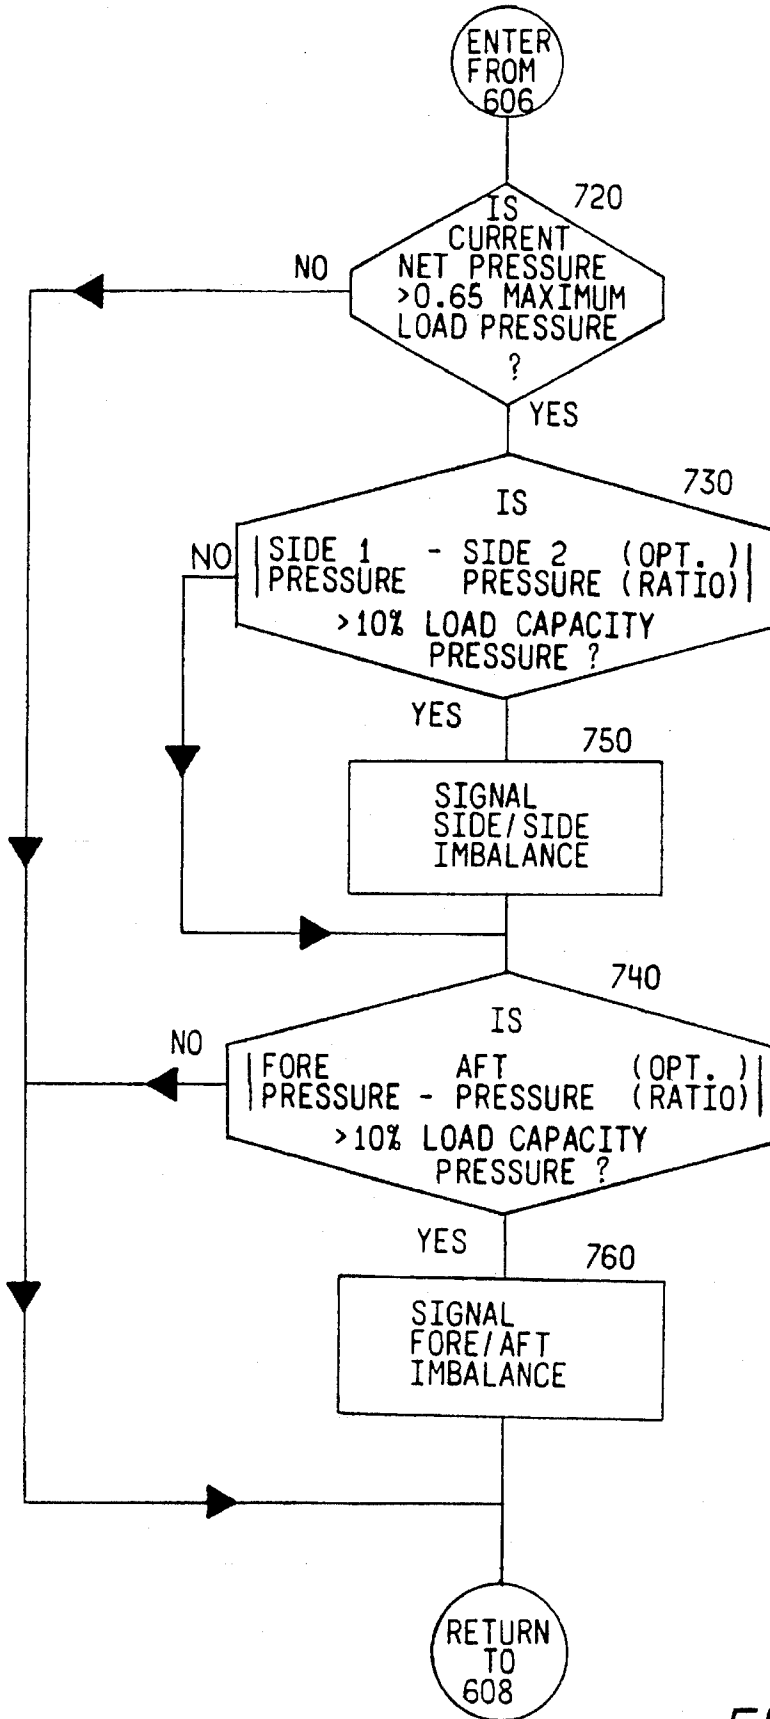 ENTER
FROM
606
720
IS
CURRENT
NET PRESSURE
>0.65 MAXIMUM
LOAD PRESSURE
?
NO
YES
730
IS
|SIDE 1 - SIDE 2 (OPT. )|
|PRESSURE PRESSURE (RATIO)|
>10% LOAD CAPACITY
PRESSURE ?
NO
YES
750
SIGNAL
SIDE/SIDE
IMBALANCE
740
IS
|FORE AFT (OPT. )|
|PRESSURE - PRESSURE (RATIO)|
>10% LOAD CAPACITY
PRESSURE ?
NO
YES
760
SIGNAL
FORE/AFT
IMBALANCE
RETURN
TO
608